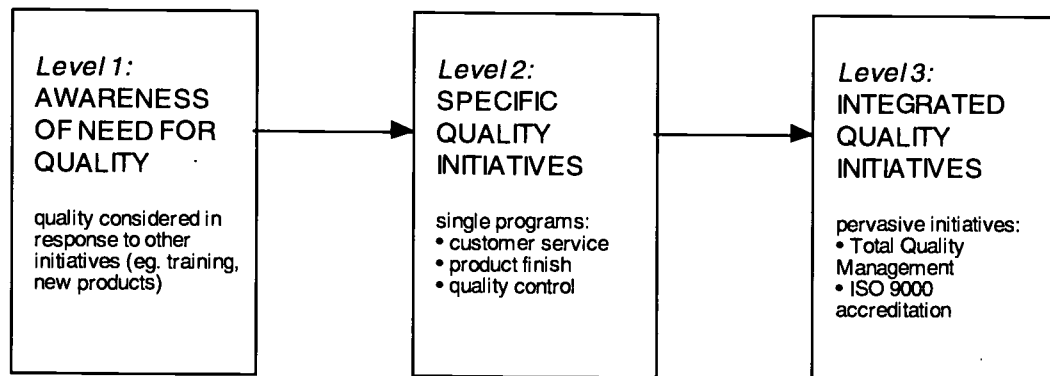 Level 1:
AWARENESS
OF NEED FOR
QUALITY
quality considered in
response to other
initiatives (eg. training,
new products)
Level 2:
SPECIFIC
QUALITY
INITIATIVES
single programs:
• customer service
• product finish
• quality control
Level 3:
INTEGRATED
QUALITY
INITIATIVES
pervasive initiatives:
• Total Quality
Management
• ISO 9000
accreditation